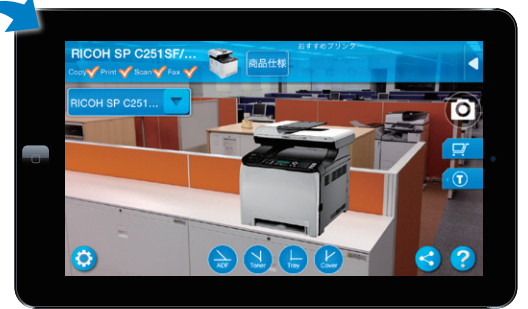 おすすめプリンター
RICOH SP C251SF/...
Copy Print Scan Fax
商品仕様
RICOH SP C251...
T
ADF Toner Tray Cover
?